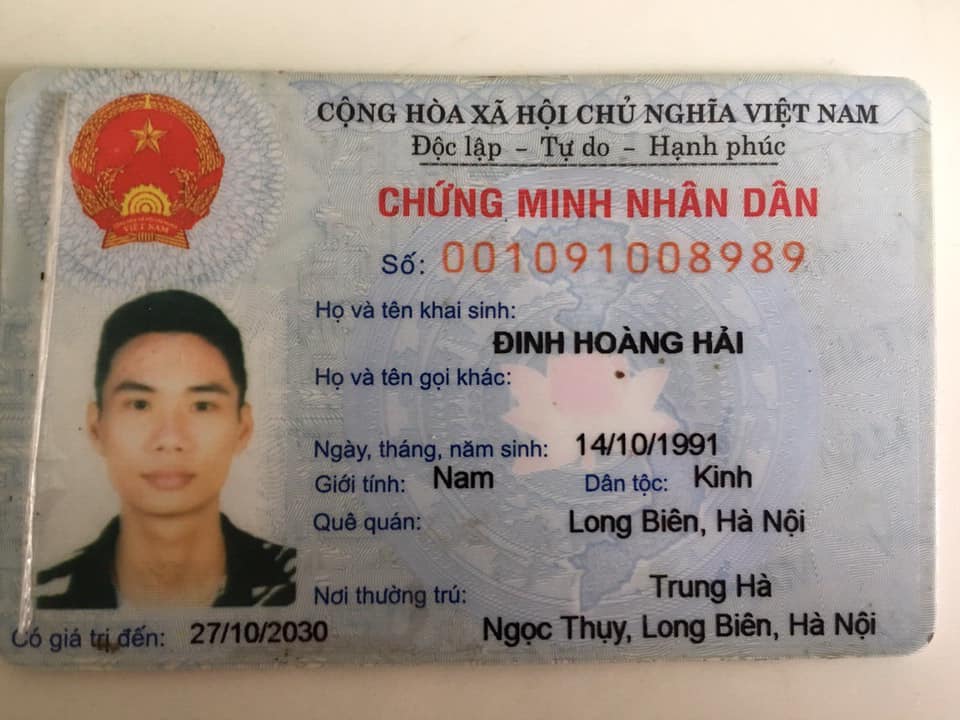 CỘNG HÒA XÃ HỘI CHỦ NGHĨA VIỆT NAM
Độc lập - Tự do - Hạnh phúc
CHỨNG MINH NHÂN DÂN
Số: 001091008989
Họ và tên khai sinh:
ĐINH HOÀNG HẢI
Họ và tên gọi khác:
Ngày, tháng, năm sinh: 14/10/1991
Giới tính: Nam Dân tộc: Kinh
Quê quán: Long Biên, Hà Nội
Nơi thường trú: Trung Hà
Ngọc Thụy, Long Biên, Hà Nội
Có giá trị đến: 27/10/2030
VIỆT NAM